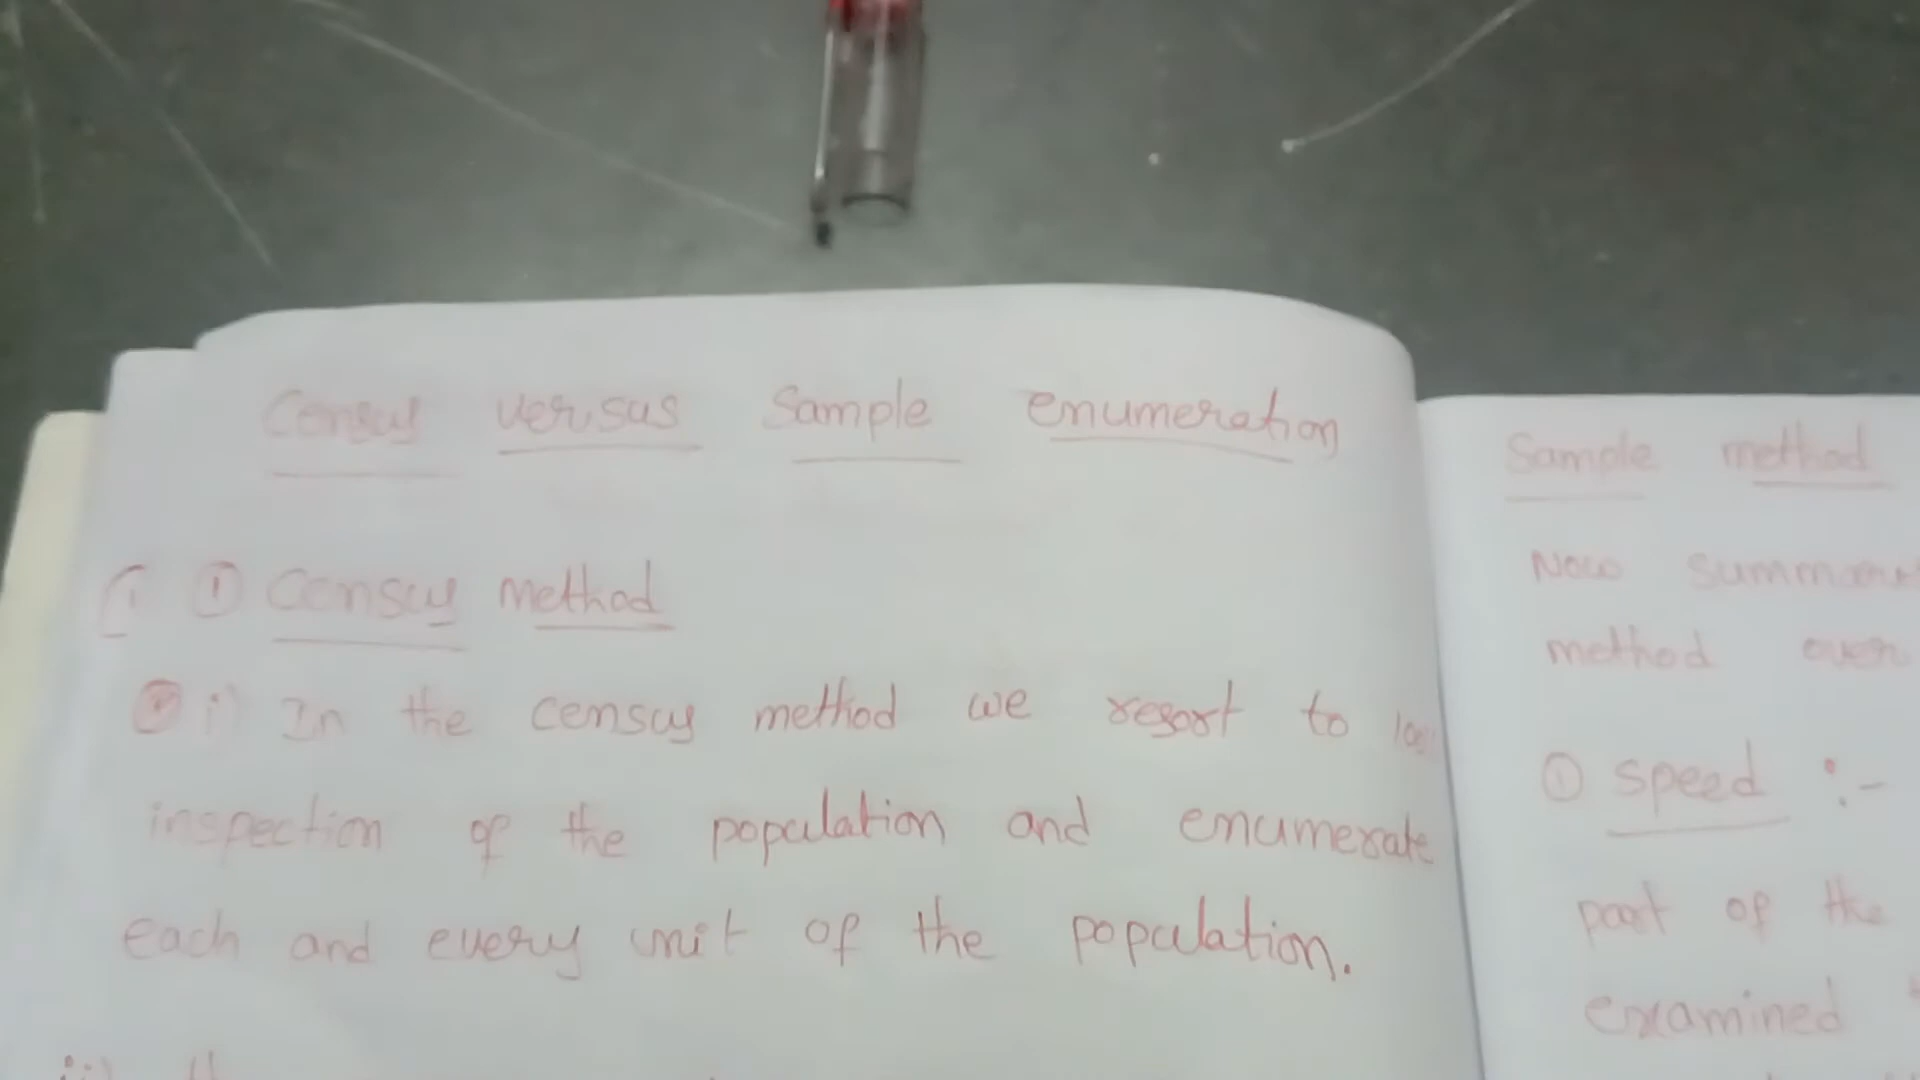 Census versus Sample enumeration
① Census method
i) In the census method we resort to
inspection of the population and enumerate
each and every unit of the population.
Sample method
Now
method over
① Speed :-
part of the
examined